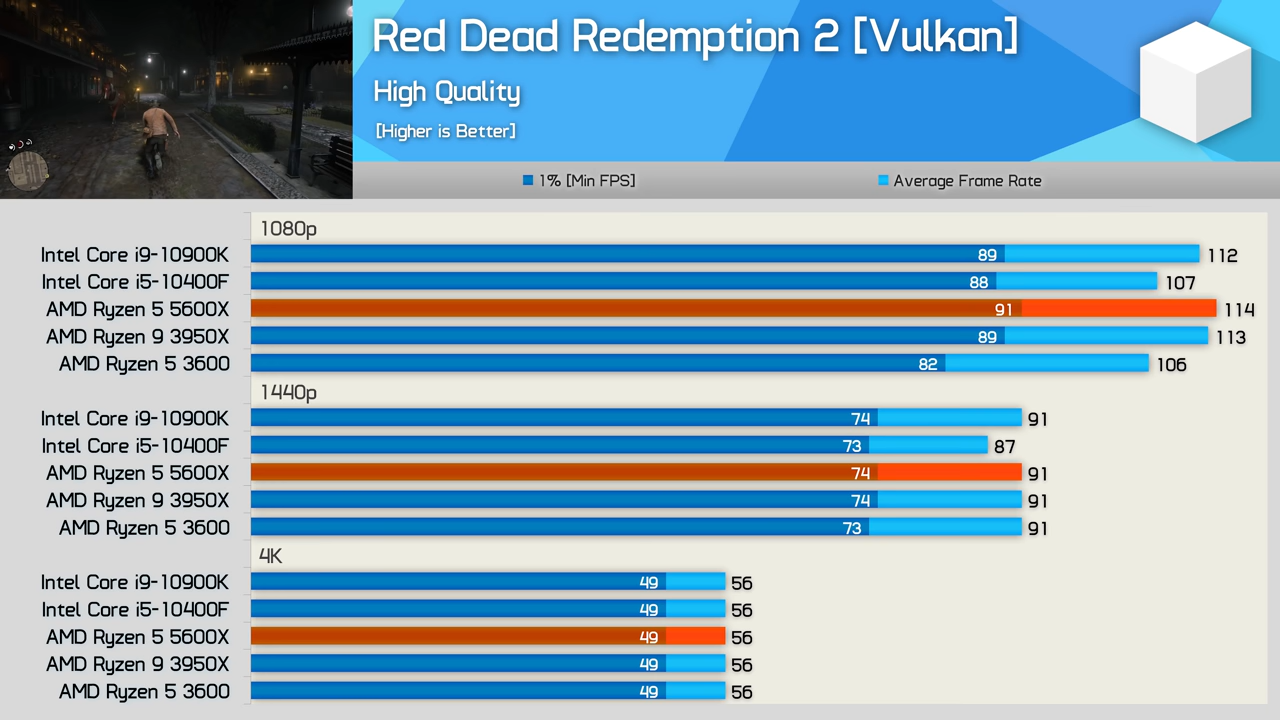 Red Dead Redemption 2 [Vulkan]
High Quality
[Higher is Better]
1% [Min FPS] Average Frame Rate
1080p
Intel Core i9-10900K 89 112
Intel Core i5-10400F 88 107
AMD Ryzen 5 5600X 91 114
AMD Ryzen 9 3950X 89 113
AMD Ryzen 5 3600 82 106
1440p
Intel Core i9-10900K 74 91
Intel Core i5-10400F 73 87
AMD Ryzen 5 5600X 74 91
AMD Ryzen 9 3950X 74 91
AMD Ryzen 5 3600 73 91
4K
Intel Core i9-10900K 49 56
Intel Core i5-10400F 49 56
AMD Ryzen 5 5600X 49 56
AMD Ryzen 9 3950X 49 56
AMD Ryzen 5 3600 49 56